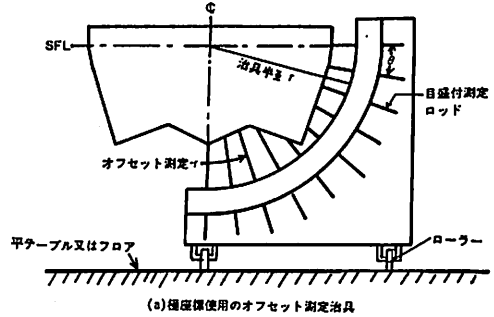 ℄
SFL
治具半径 r
θ
目盛付測定
ロッド
オフセット測定r
ローラー
平テーブル又はフロア
(a)極座標使用のオフセット測定治具